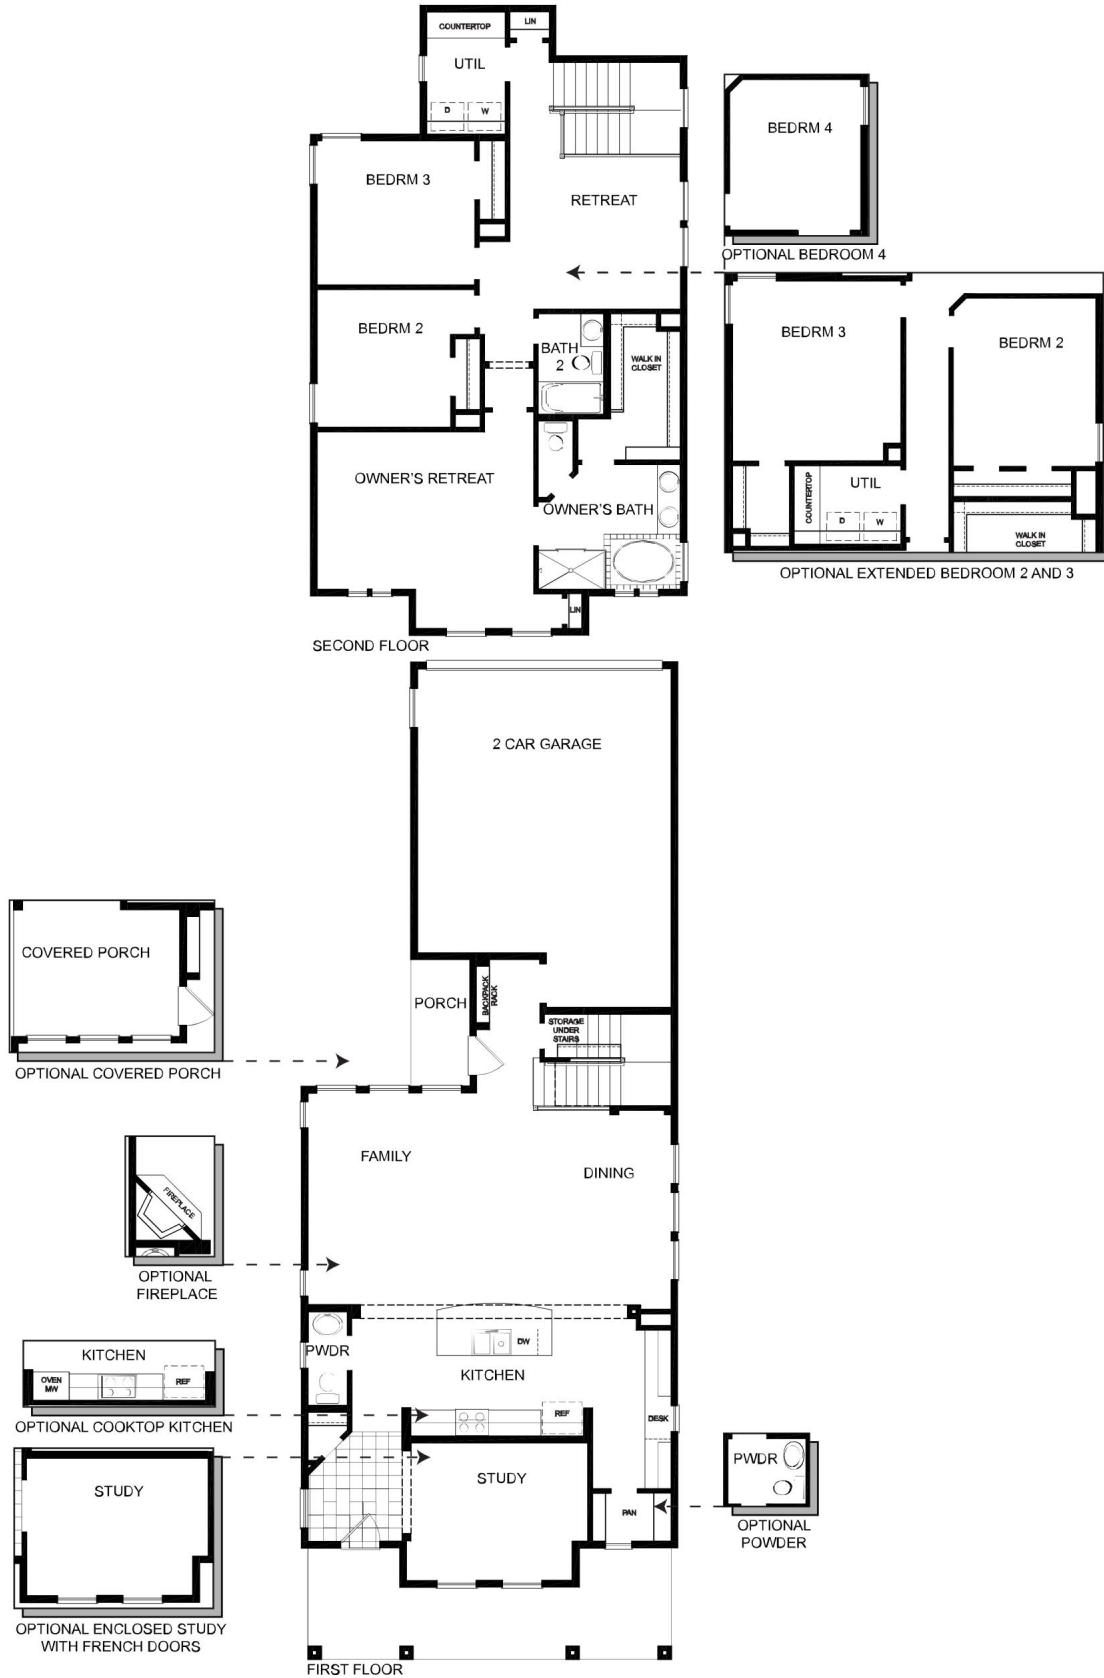 COUNTERTOP
LIN
UTIL
D
W
BEDRM 3
RETREAT
BEDRM 2
BATH
2
WALK IN
CLOSET
OWNER'S RETREAT
OWNER'S BATH
LIN
SECOND FLOOR
BEDRM 4
OPTIONAL BEDROOM 4
BEDRM 3
BEDRM 2
COUNTERTOP
UTIL
D
W
WALK IN
CLOSET
OPTIONAL EXTENDED BEDROOM 2 AND 3
2 CAR GARAGE
COVERED PORCH
OPTIONAL COVERED PORCH
PORCH
BACKPACK
RACK
STORAGE
UNDER
STAIRS
FAMILY
DINING
FIREPLACE
OPTIONAL
FIREPLACE
PWDR
DW
KITCHEN
REF
DESK
KITCHEN
OVEN
MW
REF
OPTIONAL COOKTOP KITCHEN
STUDY
PAN
STUDY
OPTIONAL ENCLOSED STUDY
WITH FRENCH DOORS
PWDR
OPTIONAL
POWDER
FIRST FLOOR